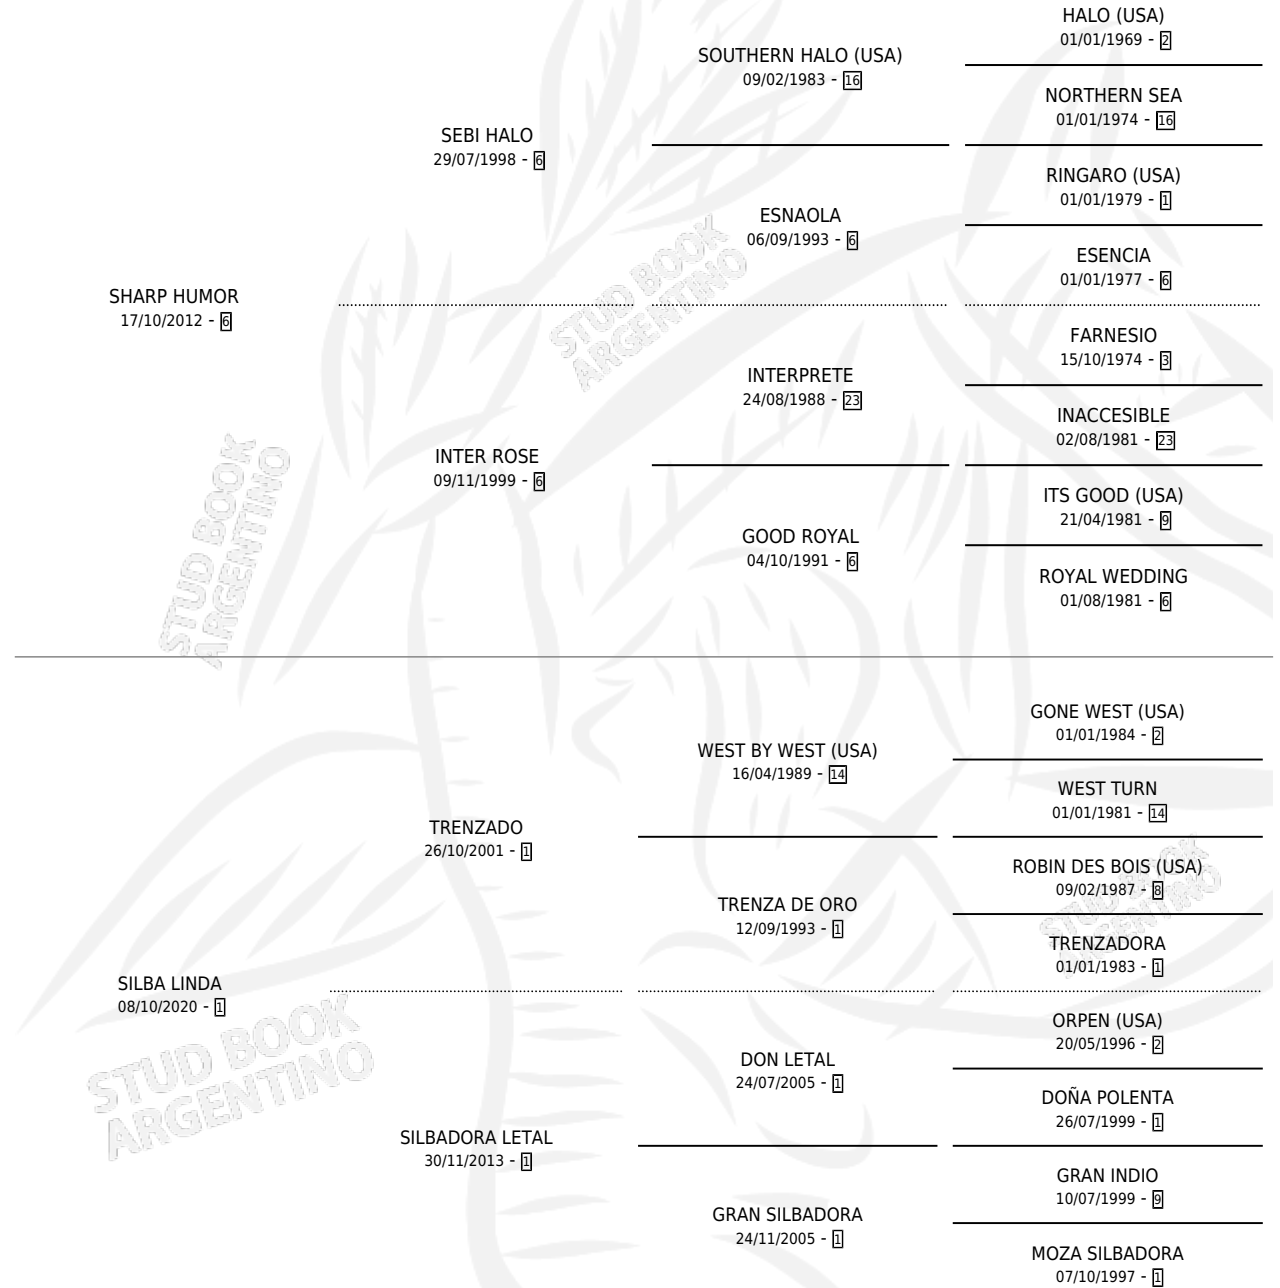 HALO (USA)
01/01/1969 - 2
SOUTHERN HALO (USA)
09/02/1983 - 16
NORTHERN SEA
01/01/1974 - 16
SEBI HALO
29/07/1998 - 6
RINGARO (USA)
01/01/1979 - 1
ESNAOLA
06/09/1993 - 6
ESENCIA
01/01/1977 - 6
SHARP HUMOR
17/10/2012 - 6
FARNESIO
15/10/1974 - 3
INTERPRETE
24/08/1988 - 23
INACCESIBLE
02/08/1981 - 23
INTER ROSE
09/11/1999 - 6
ITS GOOD (USA)
21/04/1981 - 9
GOOD ROYAL
04/10/1991 - 6
ROYAL WEDDING
01/08/1981 - 6
GONE WEST (USA)
01/01/1984 - 2
WEST BY WEST (USA)
16/04/1989 - 14
WEST TURN
01/01/1981 - 14
TRENZADO
26/10/2001 - 1
ROBIN DES BOIS (USA)
09/02/1987 - 8
TRENZA DE ORO
12/09/1993 - 1
TRENZADORA
01/01/1983 - 1
SILBA LINDA
08/10/2020 - 1
ORPEN (USA)
20/05/1996 - 2
DON LETAL
24/07/2005 - 1
DOÑA POLENTA
26/07/1999 - 1
SILBADORA LETAL
30/11/2013 - 1
GRAN INDIO
10/07/1999 - 9
GRAN SILBADORA
24/11/2005 - 1
MOZA SILBADORA
07/10/1997 - 1
STUD BOOK
ARGENTINO
STUD BOOK
ARGENTINO
STUD BOOK
ARGENTINO
STUD BOOK
ARGENTINO